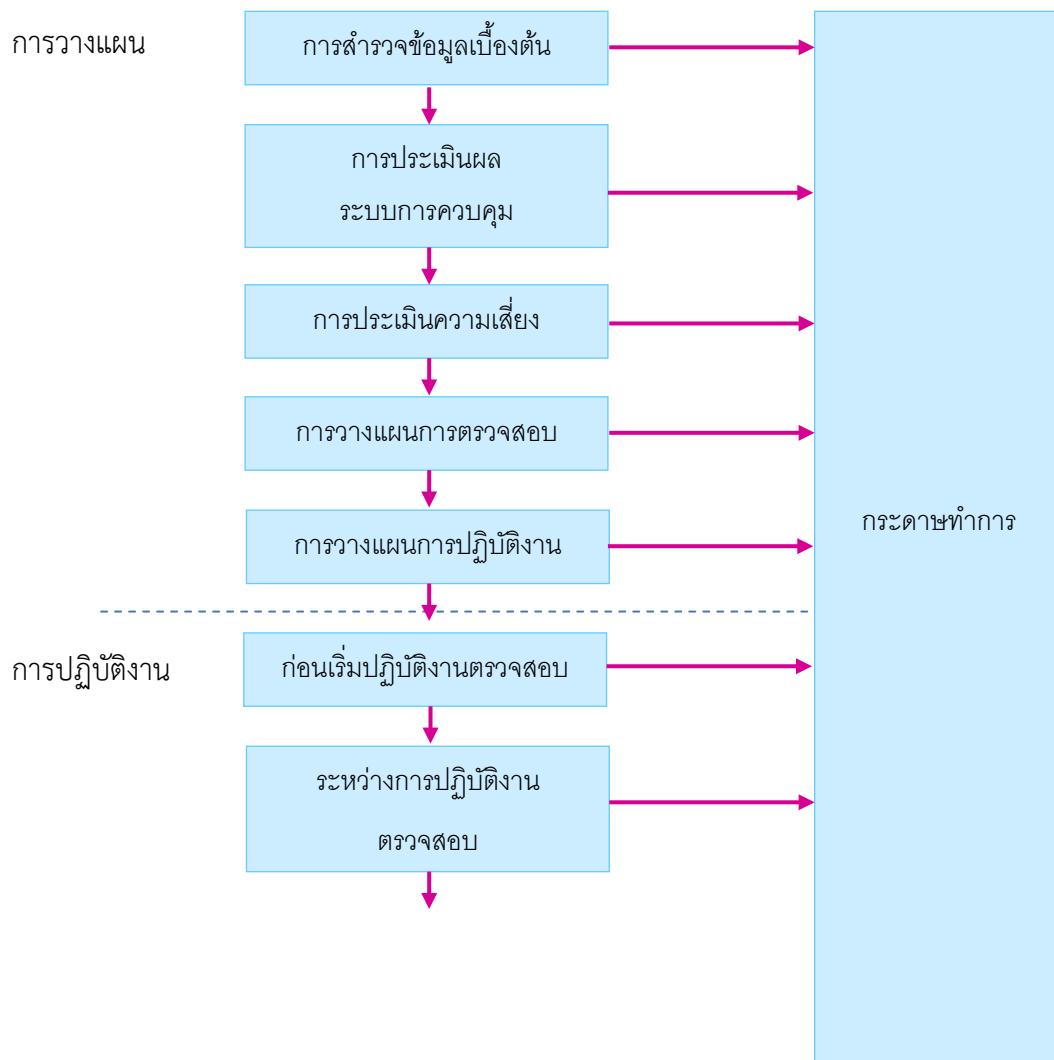 การวางแผน
การสำรวจข้อมูลเบื้องต้น
การประเมินผล
ระบบการควบคุม
การประเมินความเสี่ยง
การวางแผนการตรวจสอบ
การวางแผนการปฏิบัติงาน
กระดาษทำการ
การปฏิบัติงาน
ก่อนเริ่มปฏิบัติงานตรวจสอบ
ระหว่างการปฏิบัติงาน
ตรวจสอบ